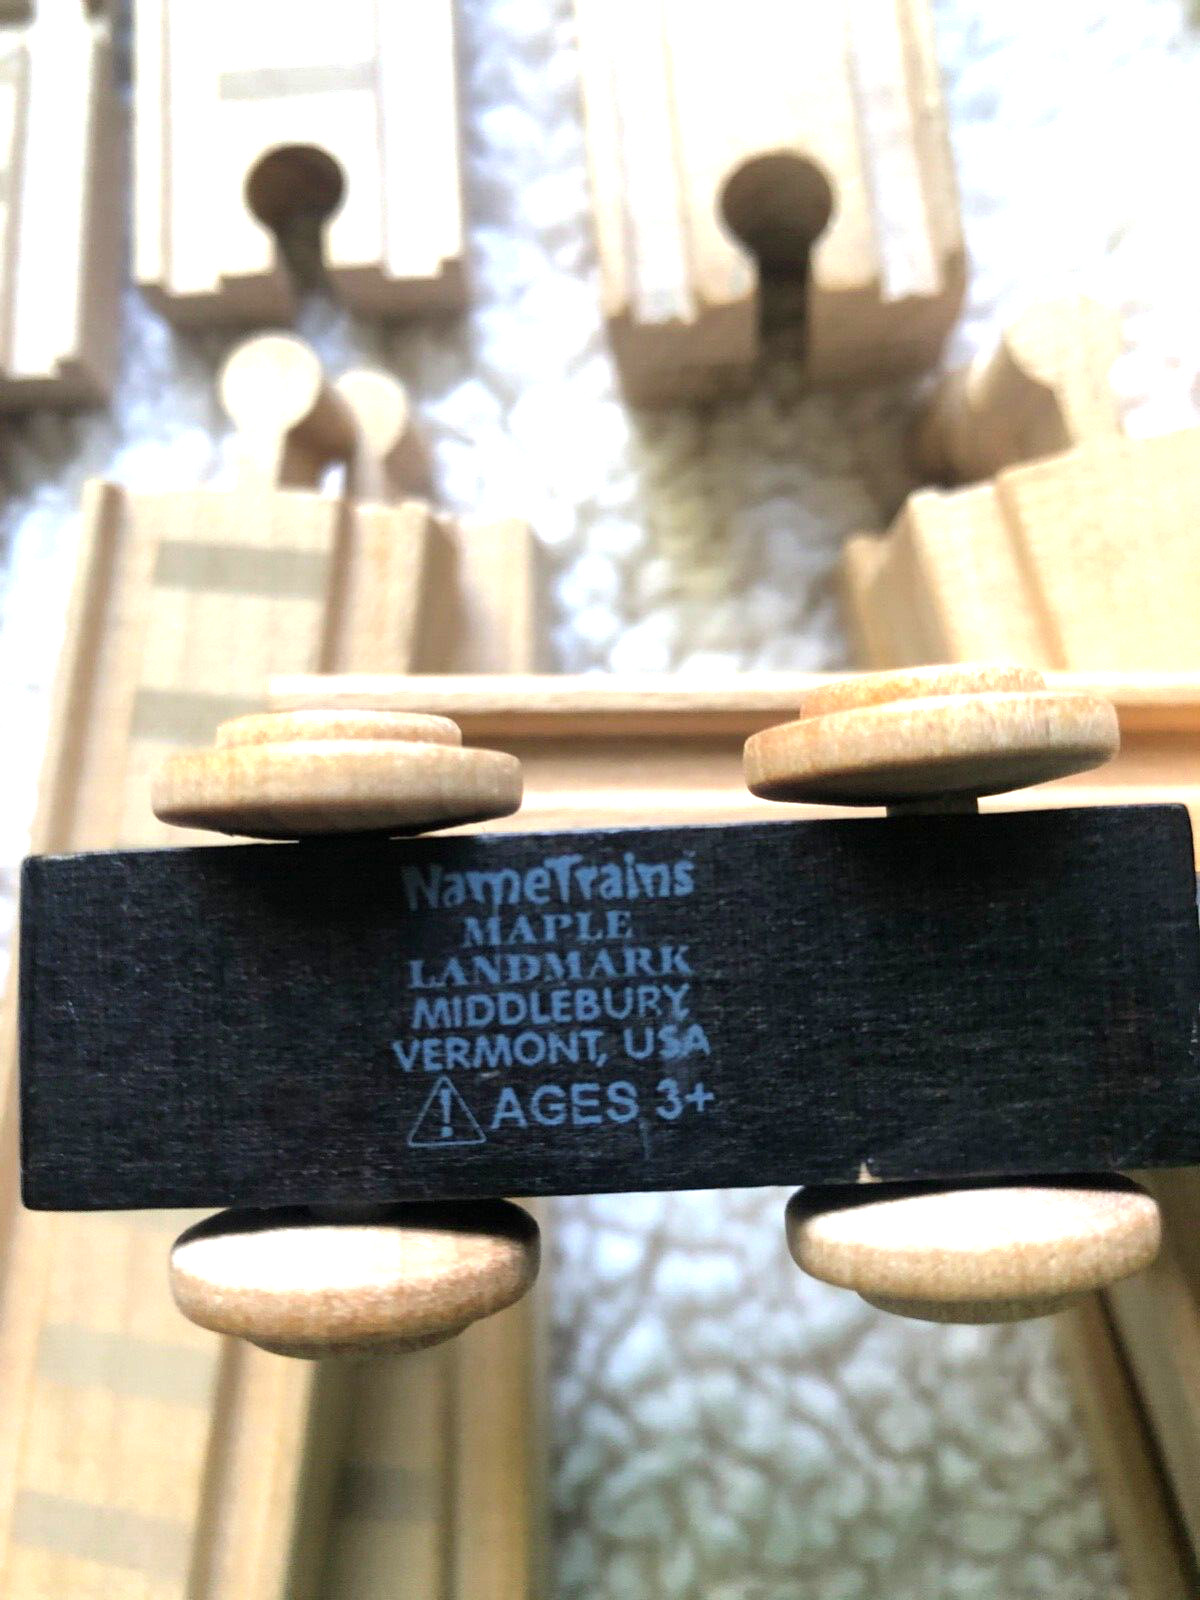 NameTrains
MAPLE
LANDMARK
MIDDLEBURY,
VERMONT, USA
! AGES 3+